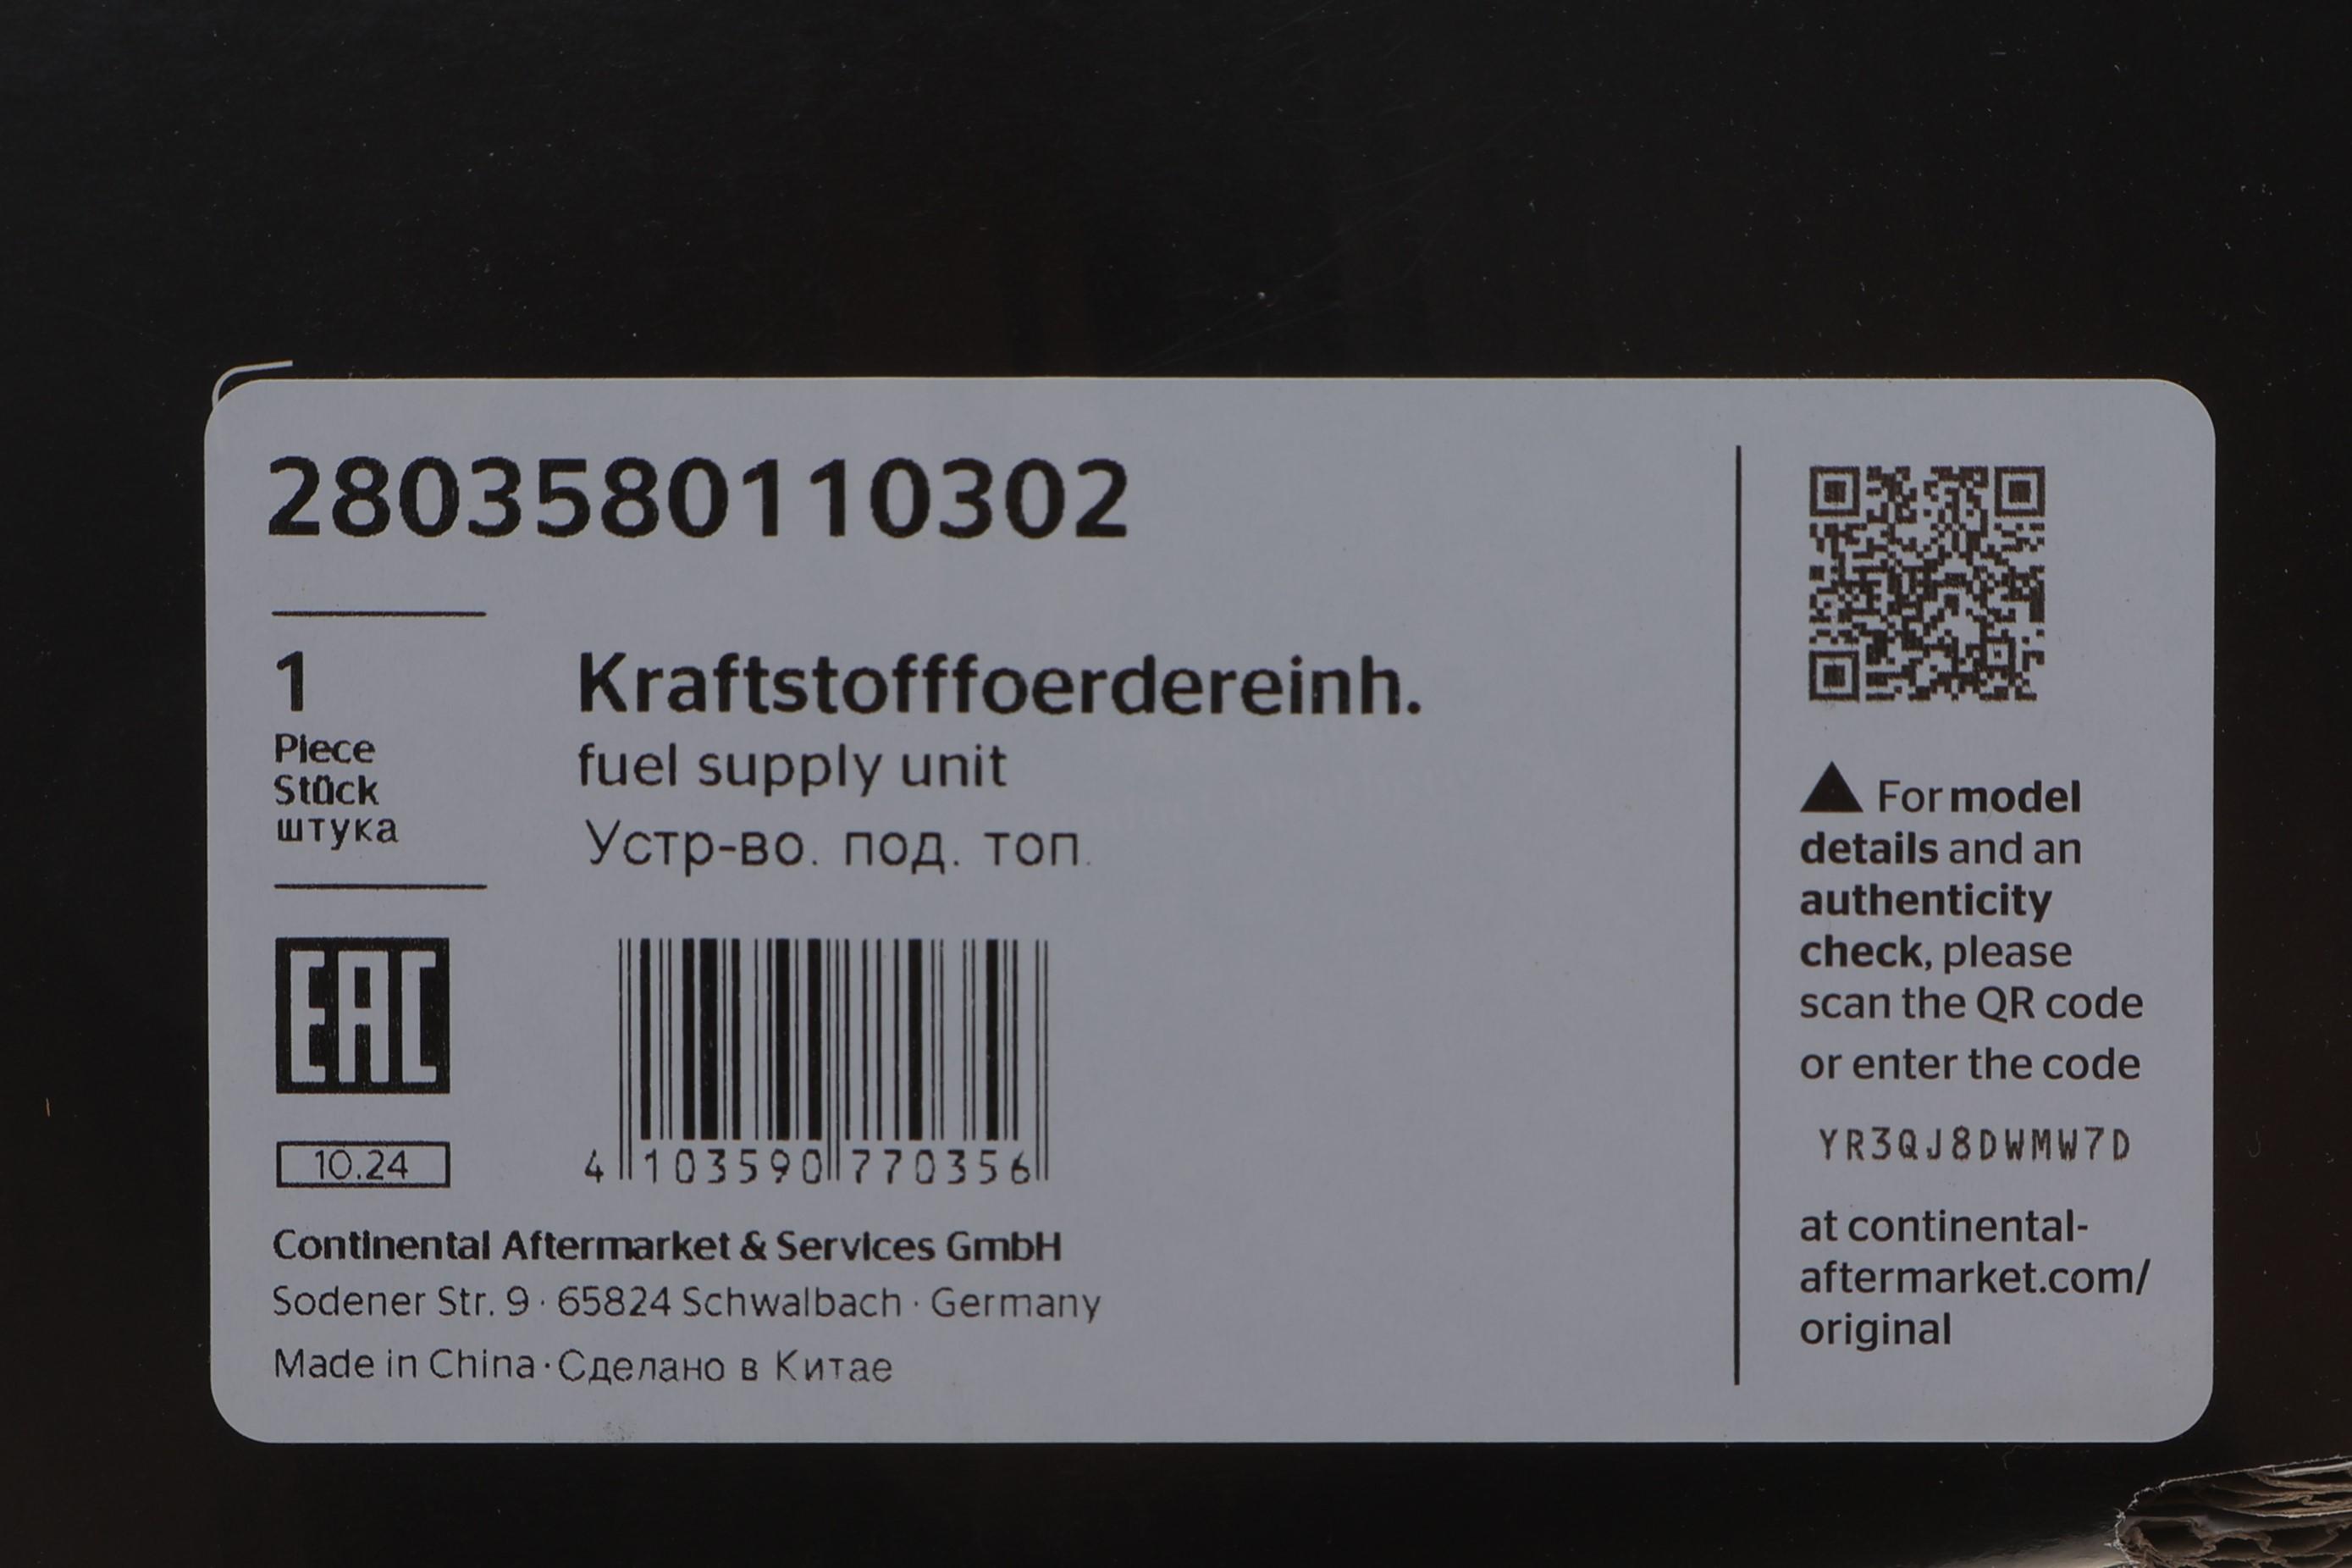 2803580110302
1
Piece
Stück
штука
Kraftstofffoerdereinh.
fuel supply unit
Устр-во. под. топ.
EAC
10.24
4 103590 770356
Continental Aftermarket & Services GmbH
Sodener Str. 9 · 65824 Schwalbach · Germany
Made in China · Сделано в Китае
For model
details and an
authenticity
check, please
scan the QR code
or enter the code
YR3QJ8DWMW7D
at continental-
aftermarket.com/
original